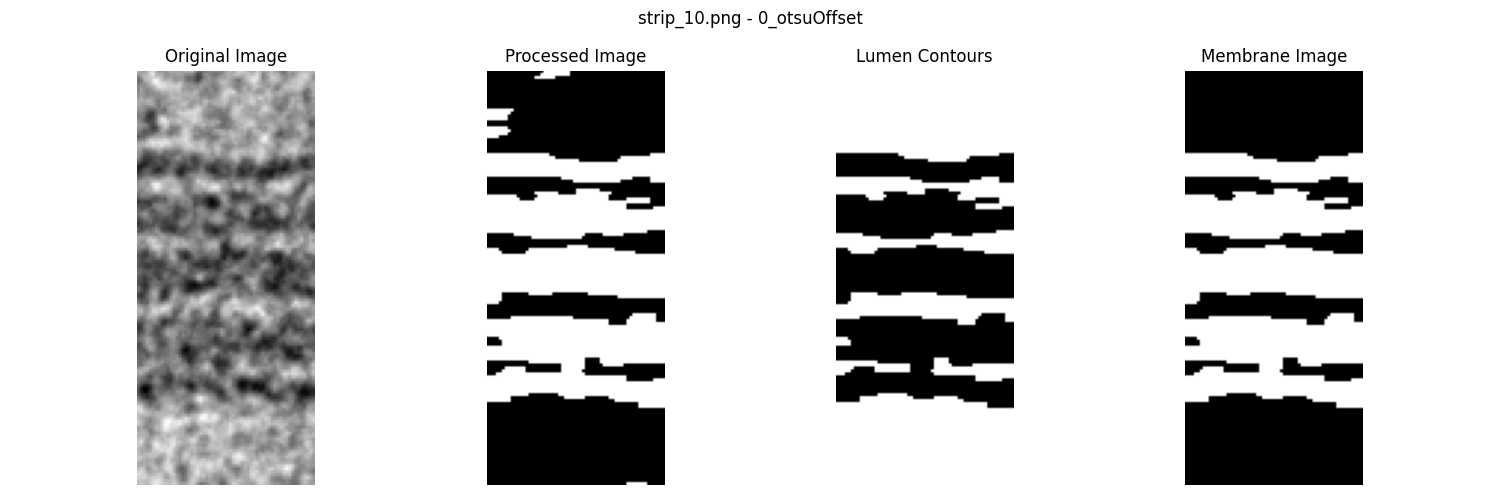 strip_10.png - 0_otsuOffset
Original Image
Processed Image
Lumen Contours
Membrane Image